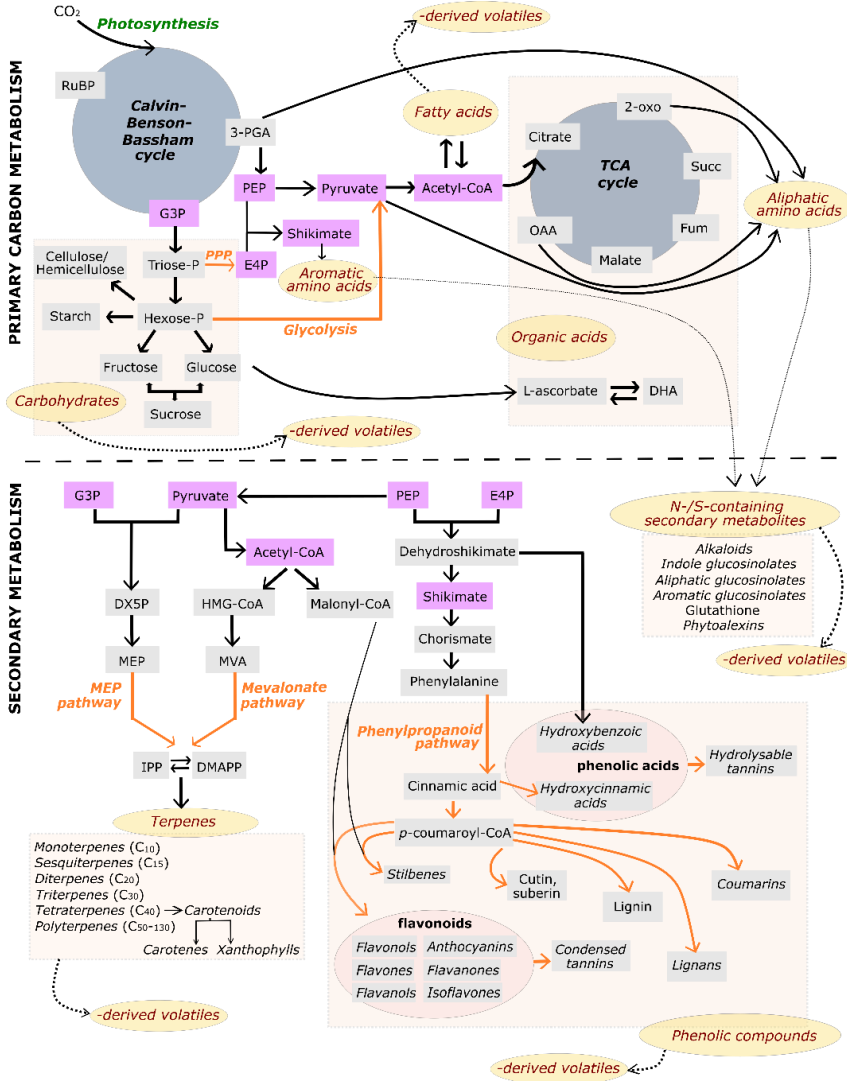 CO₂
Photosynthesis
-derived volatiles
PRIMARY CARBON METABOLISM
RuBP
Calvin-
Benson-
Bassham
cycle
3-PGA
Fatty acids
2-oxo
Citrate
TCA
cycle
Succ
PEP
Pyruvate
Acetyl-CoA
Aliphatic
amino acids
G3P
Shikimate
OAA
Fum
Malate
Cellulose/
Hemicellulose
Triose-P
PPP
E4P
Aromatic
amino acids
Starch
Hexose-P
Glycolysis
Organic acids
Fructose
Glucose
L-ascorbate
DHA
Carbohydrates
Sucrose
-derived volatiles
SECONDARY METABOLISM
G3P
Pyruvate
PEP
E4P
N-/S-containing
secondary metabolites
Alkaloids
Indole glucosinolates
Aliphatic glucosinolates
Aromatic glucosinolates
Glutathione
Phytoalexins
-derived volatiles
Acetyl-CoA
Dehydroshikimate
DX5P
HMG-CoA
Malonyl-CoA
Shikimate
Chorismate
MEP
MVA
Phenylalanine
MEP
pathway
Mevalonate
pathway
Phenylpropanoid
pathway
Hydroxybenzoic
acids
phenolic acids
Hydrolysable
tannins
IPP
DMAPP
Cinnamic acid
Hydroxycinnamic
acids
Terpenes
p-coumaroyl-CoA
Monoterpenes (C₁₀)
Sesquiterpenes (C₁₅)
Diterpenes (C₂₀)
Triterpenes (C₃₀)
Tetraterpenes (C₄₀)
Carotenoids
Polyterpenes (C₅₀-₁₃₀)
Carotenes
Xanthophylls
-derived volatiles
Stilbenes
Cutin,
suberin
Lignin
Coumarins
flavonoids
Flavonols
Anthocyanins
Flavones
Flavanones
Flavanols
Isoflavones
Condensed
tannins
Lignans
Phenolic compounds
-derived volatiles